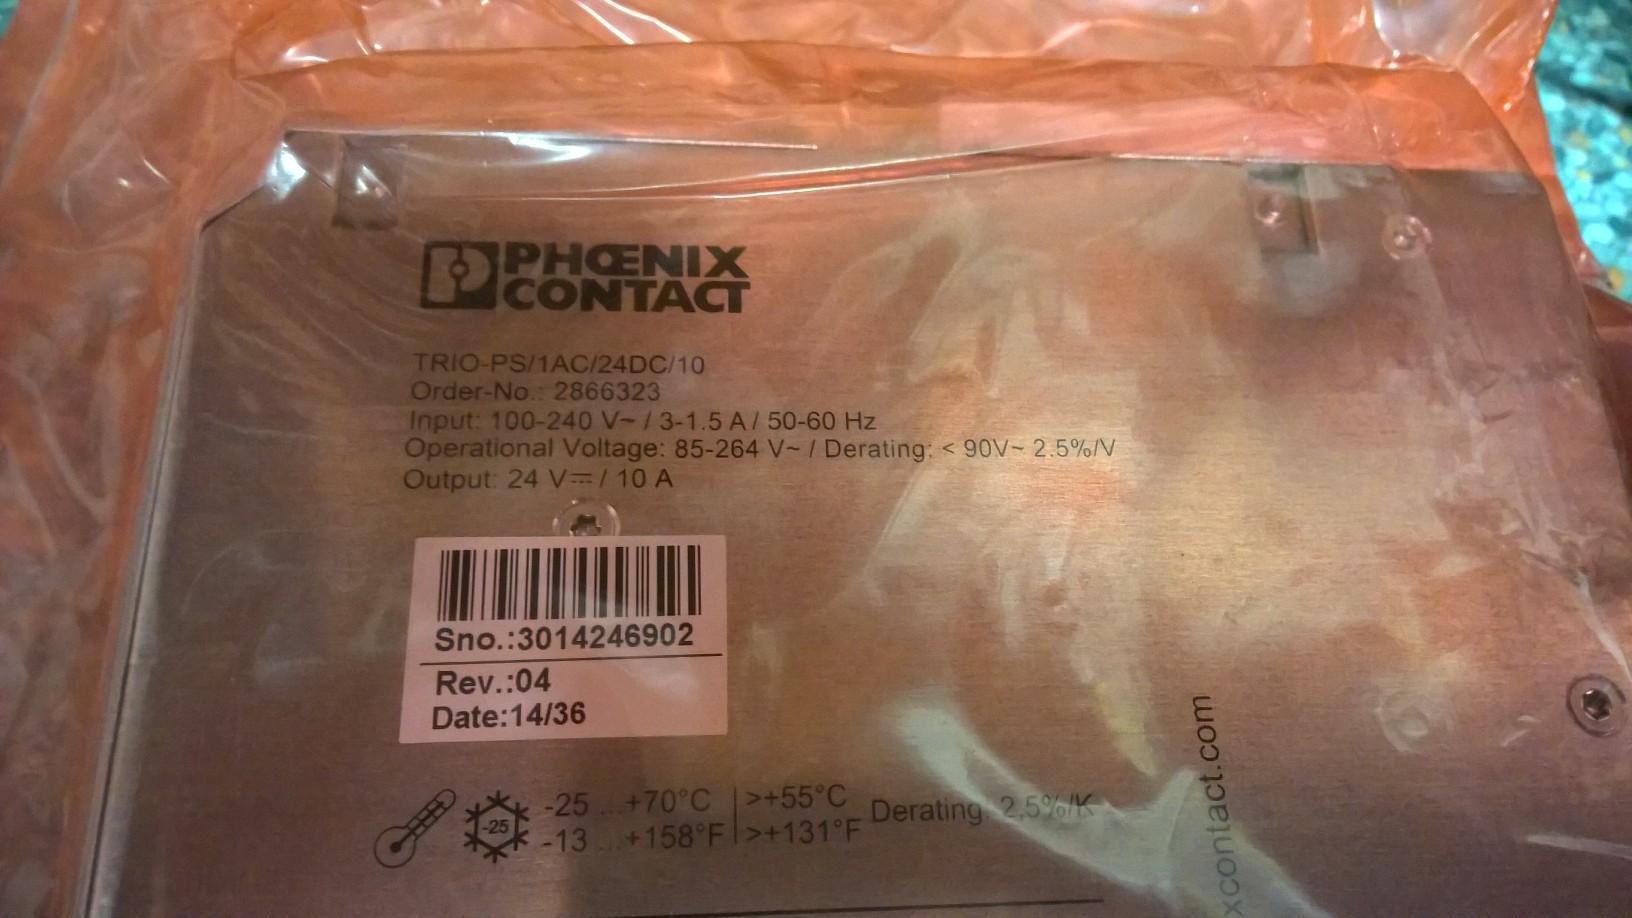 PHŒNIX
CONTACT
TRIO-PS/1AC/24DC/10
Order-No.: 2866323
Input: 100-240 V~ / 3-1.5 A / 50-60 Hz
Operational Voltage: 85-264 V~ / Derating: < 90V~ 2.5%/V
Output: 24 V⎓ / 10 A
Sno.:3014246902
Rev.:04
Date:14/36
-25 ...+70°C >+55°C Derating: 2,5%/K
-25
-13 ...+158°F >+131°F
xcontact.com